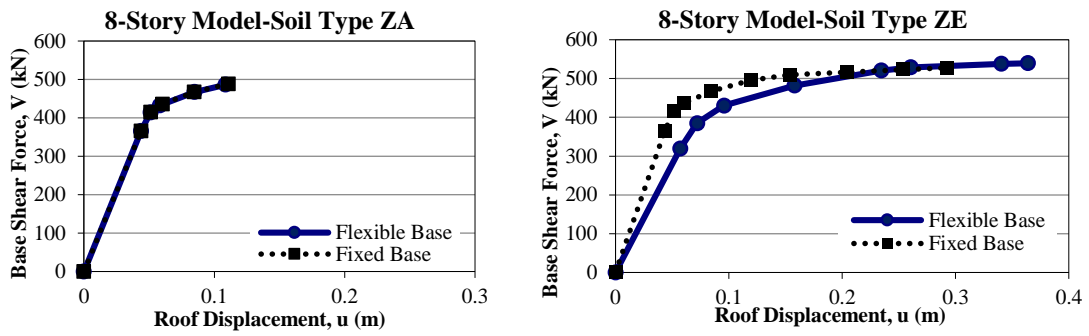 8-Story Model-Soil Type ZA
600
500
400
300
200
100
0
0
0.1
0.2
0.3
Base Shear Force, V (kN)
Roof Displacement, u (m)
Flexible Base
Fixed Base
8-Story Model-Soil Type ZE
600
500
400
300
200
100
0
0
0.1
0.2
0.3
0.4
Base Shear Force, V (kN)
Roof Displacement, u (m)
Flexible Base
Fixed Base